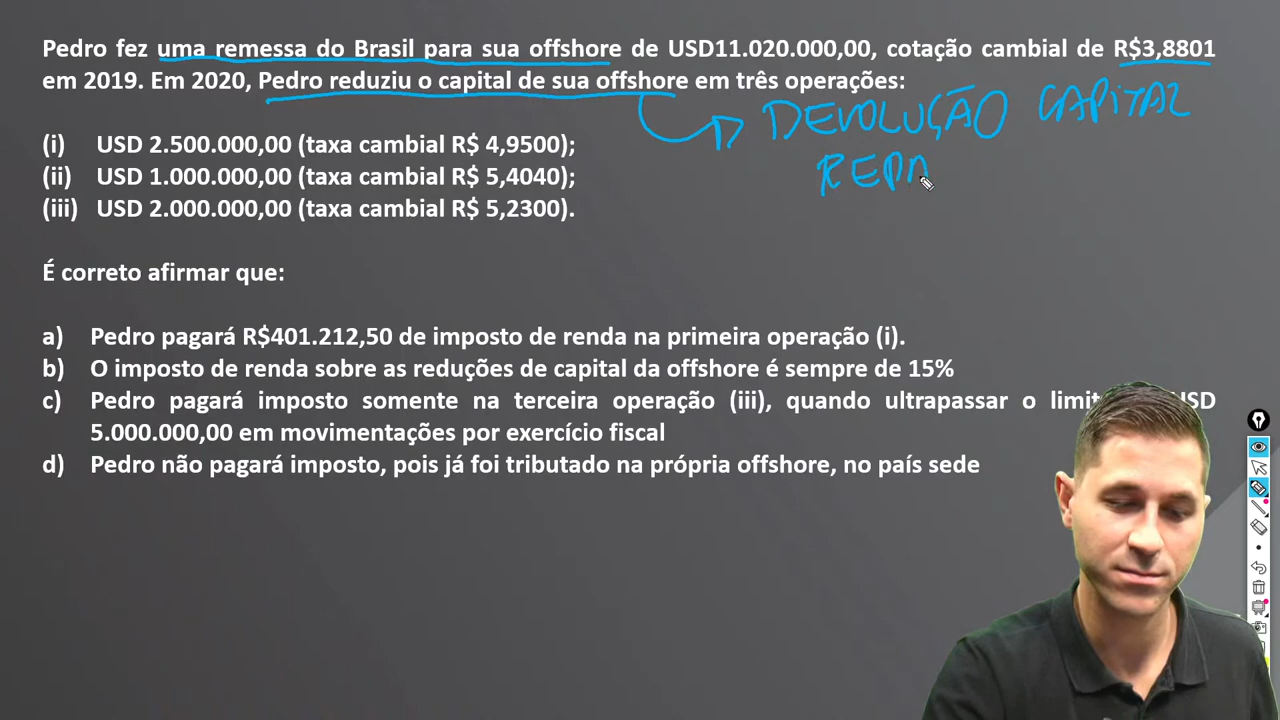 Pedro fez uma remessa do Brasil para sua offshore de USD11.020.000,00, cotação cambial de R$3,8801
em 2019. Em 2020, Pedro reduziu o capital de sua offshore em três operações:
DEVOLUÇÃO CAPITAL
(i) USD 2.500.000,00 (taxa cambial R$ 4,9500);
(ii) USD 1.000.000,00 (taxa cambial R$ 5,4040);
REPA
(iii) USD 2.000.000,00 (taxa cambial R$ 5,2300).
É correto afirmar que:
a) Pedro pagará R$401.212,50 de imposto de renda na primeira operação (i).
b) O imposto de renda sobre as reduções de capital da offshore é sempre de 15%
c) Pedro pagará imposto somente na terceira operação (iii), quando ultrapassar o USD
5.000.000,00 em movimentações por exercício fiscal
d) Pedro não pagará imposto, pois já foi tributado na própria offshore, no país sede